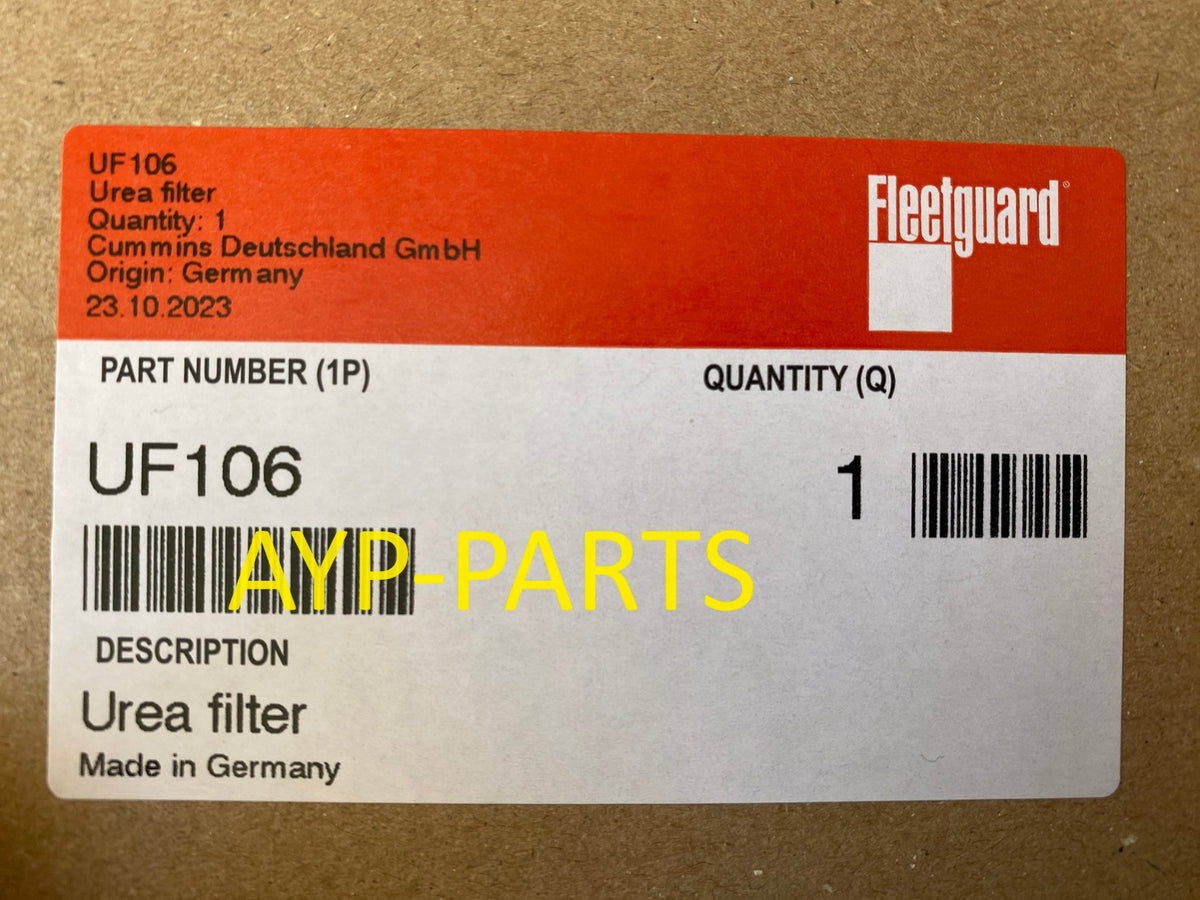 UF106
Urea filter
Quantity: 1
Cummins Deutschland GmbH
Origin: Germany
23.10.2023
Fleetguard®
PART NUMBER (1P)
QUANTITY (Q)
UF106
1
AYP-PARTS
DESCRIPTION
Urea filter
Made in Germany